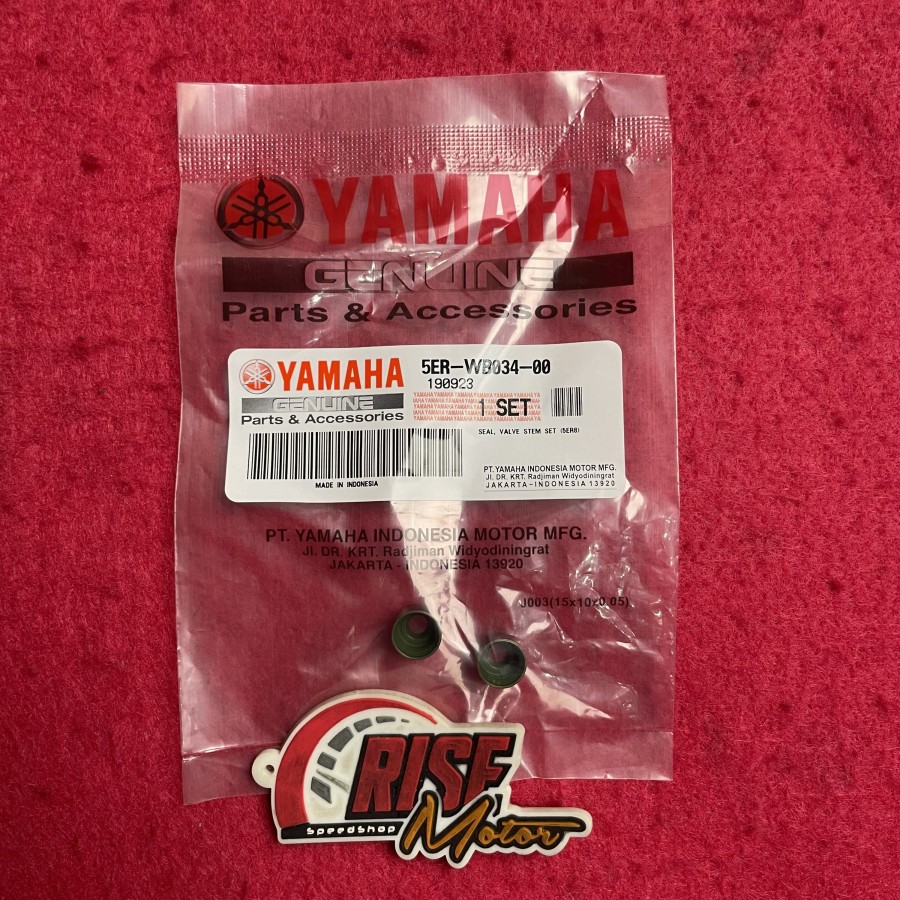 YAMAHA
GENUINE
Parts & Accessories
YAMAHA
GENUINE
Parts & Accessories
5ER-WB034-00
190923
1 SET
SEAL, VALVE STEM SET (5ER8)
MADE IN INDONESIA
PT. YAMAHA INDONESIA MOTOR MFG.
Jl. DR. KRT. Radjiman Widyodiningrat
JAKARTA-INDONESIA 13920
PT. YAMAHA INDONESIA MOTOR MFG.
Jl. DR. KRT. Radjiman Widyodiningrat
JAKARTA - INDONESIA 13920
J003(15x10x0.05)
RISE
speedshop
Motor